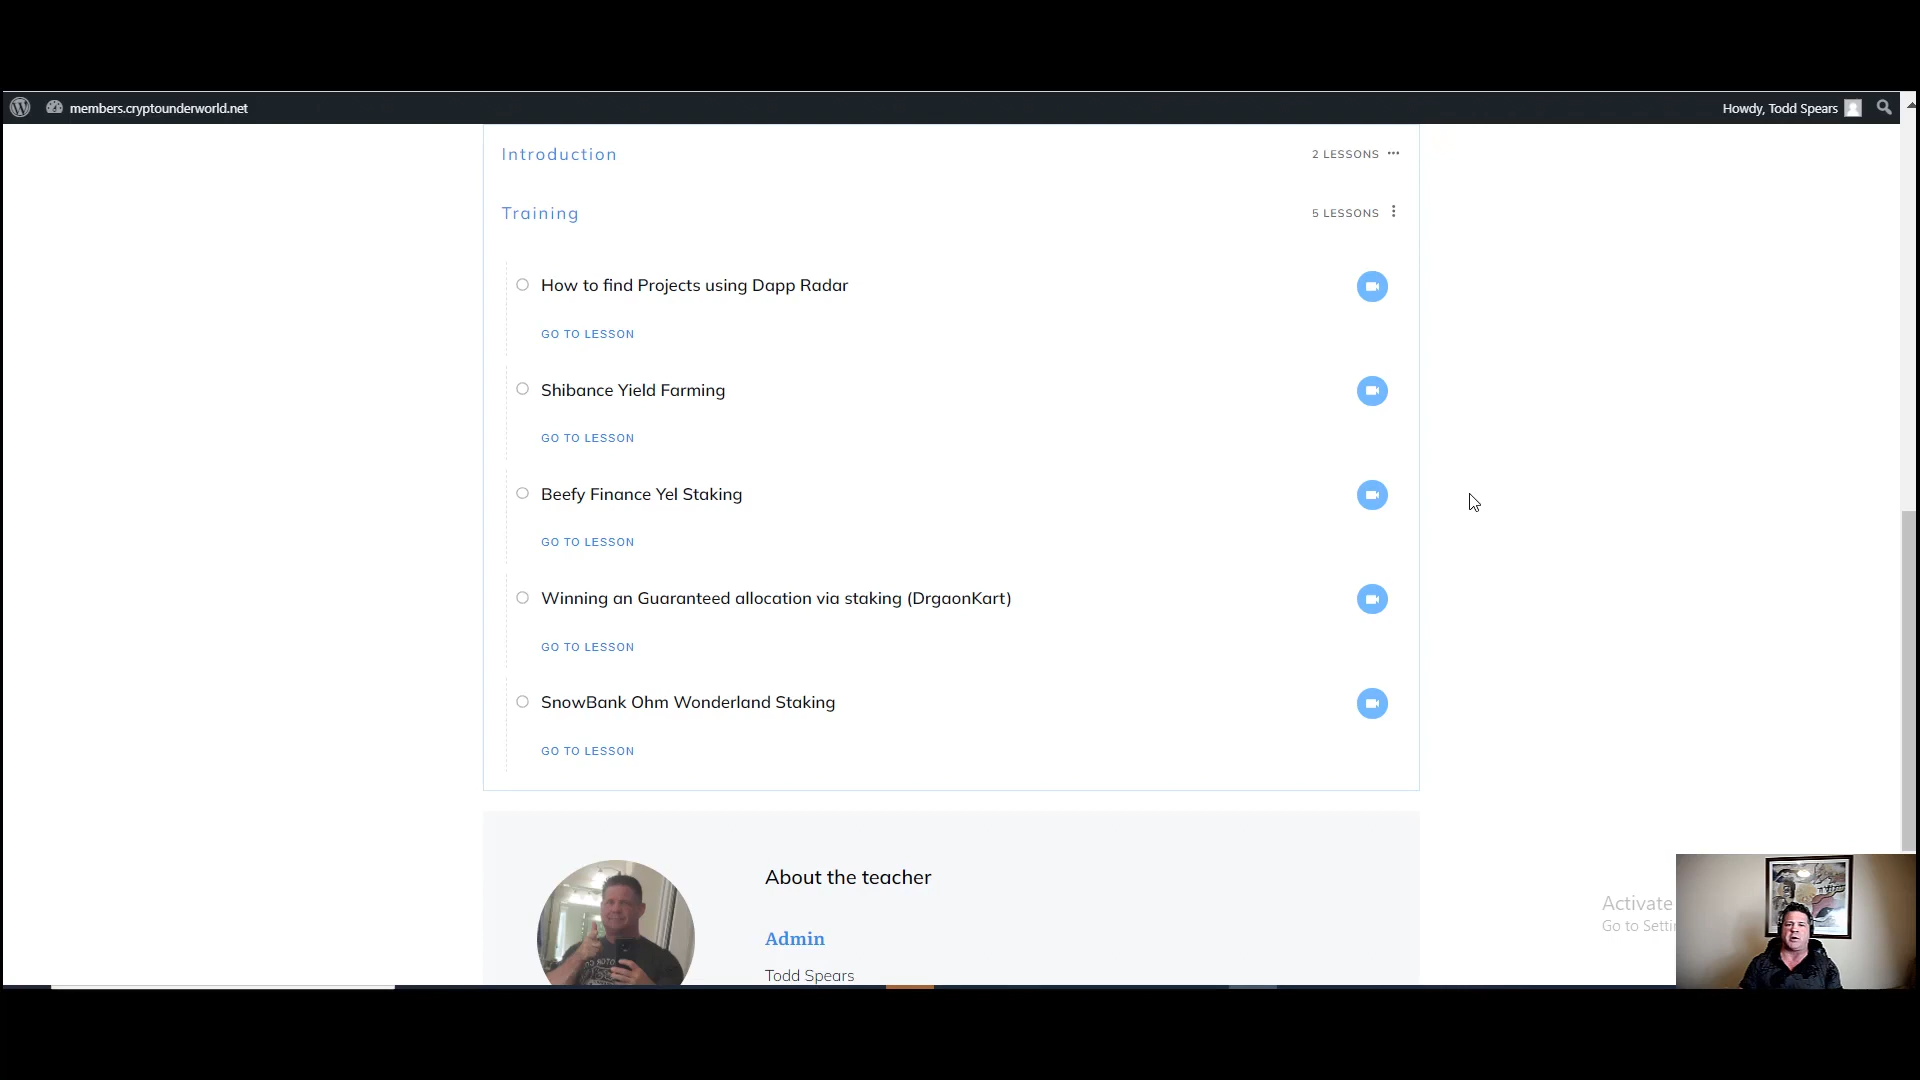 members.cryptounderworld.net
Howdy, Todd Spears
Introduction
2 LESSONS
Training
5 LESSONS
How to find Projects using Dapp Radar
GO TO LESSON
Shibance Yield Farming
GO TO LESSON
Beefy Finance Yel Staking
GO TO LESSON
Winning an Guaranteed allocation via staking (DrgaonKart)
GO TO LESSON
SnowBank Ohm Wonderland Staking
GO TO LESSON
About the teacher
Admin
Todd Spears
Activate
Go to Setti